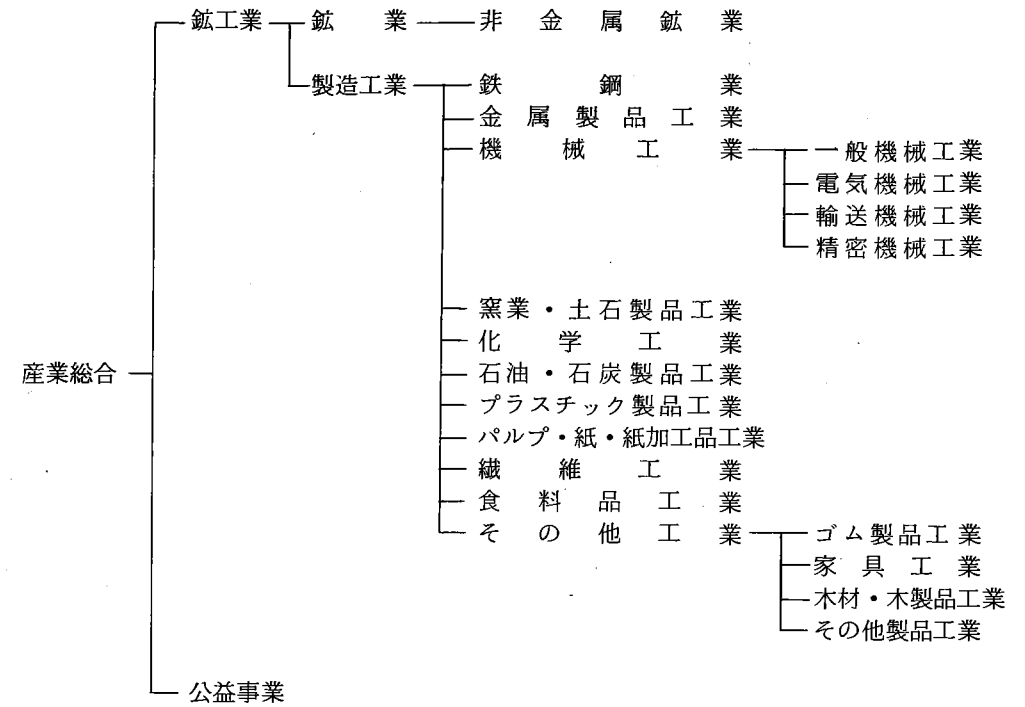 鉱工業 鉱業 非金属鉱業
製造工業 鉄鋼業
金属製品工業
機械工業 一般機械工業
電気機械工業
輸送機械工業
精密機械工業
窯業・土石製品工業
化学工業
産業総合 石油・石炭製品工業
プラスチック製品工業
パルプ・紙・紙加工品工業
繊維工業
食料品工業
その他工業 ゴム製品工業
家具工業
木材・木製品工業
その他製品工業
公益事業